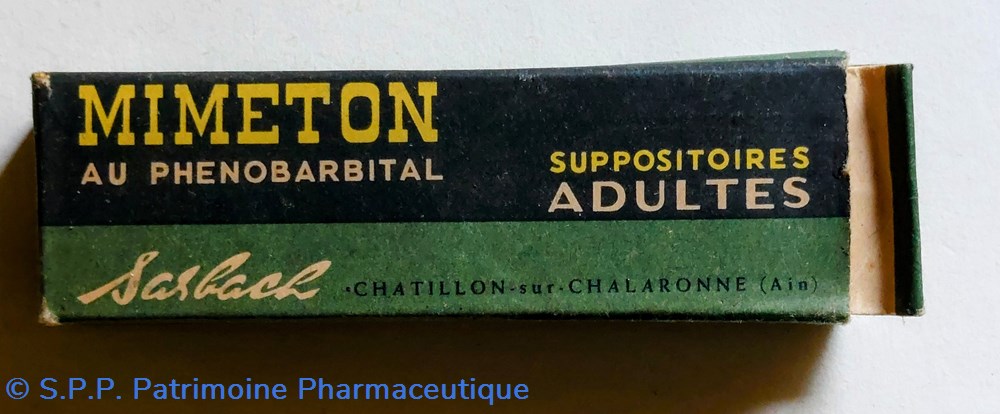 MIMETON
AU PHENOBARBITAL
SUPPOSITOIRES
ADULTES
Sarbach
•CHATILLON-sur-CHALARONNE (Ain)
© S.P.P. Patrimoine Pharmaceutique